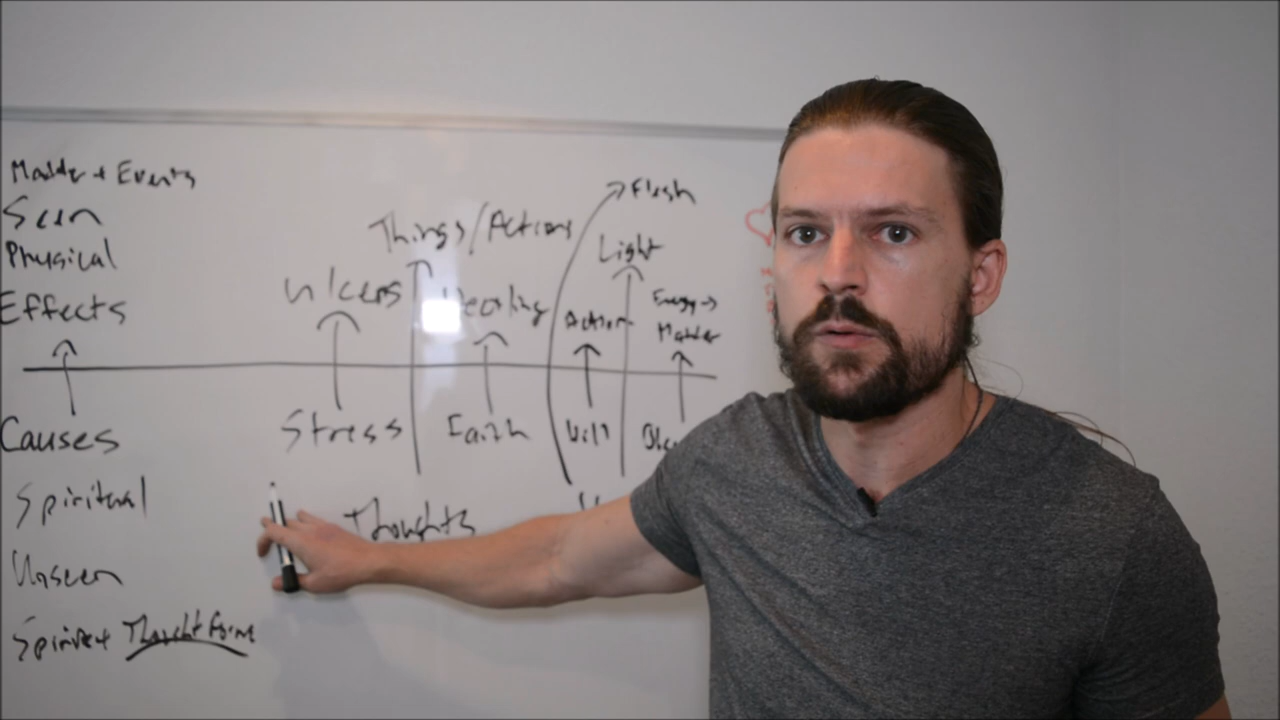 Matter + Events
Seen
Physical
Effects
Causes
Spiritual
Unseen
Spirit + Thought Form
Things/Actions
Ulcers
Healing
Stress
Faith
Thoughts
Flesh
Light
Action
Energy →
Matter
Will